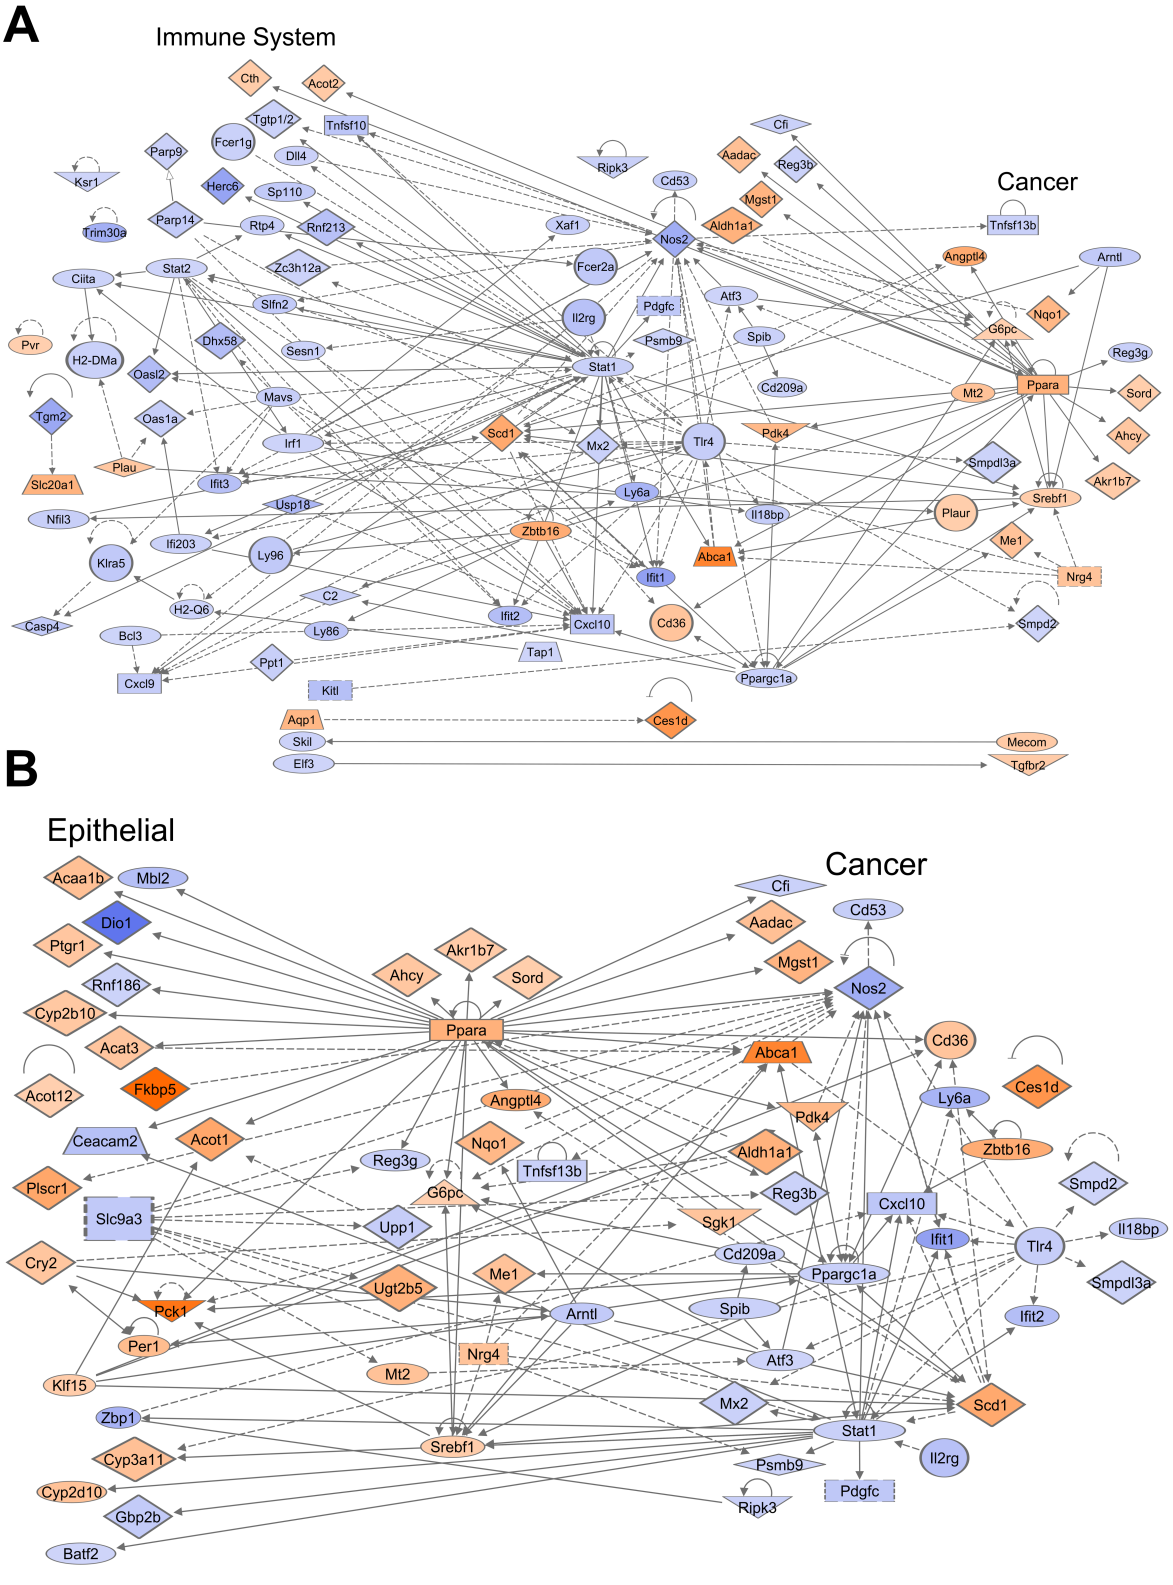 A
Immune System
Cth
Acot2
Tgtp1/2
Tnfsf10
Cfi
Fcer1g
Parp9
Dll4
Ripk3
Aadac
Reg3b
Ksr1
Herc6
Sp110
Cd53
Cancer
Mgst1
Trim30a
Parp14
Rtp4
Rnf213
Xaf1
Aldh1a1
Tnfsf13b
Nos2
Ciita
Stat2
Zc3h12a
Fcer2a
Angptl4
Arntl
Slfn2
Il2rg
Pdgfc
Atf3
Nqo1
Pvr
H2-DMa
Dhx58
Sesn1
Psmb9
Spib
G6pc
Reg3g
Oasl2
Stat1
Cd209a
Ppara
Sord
Tgm2
Oas1a
Mavs
Mt2
Irf1
Scd1
Mx2
Tlr4
Pdk4
Ahcy
Slc20a1
Plau
Ifit3
Smpdl3a
Akr1b7
Nfil3
Usp18
Ly6a
Il18bp
Plaur
Srebf1
Klra5
Ifi203
Ly96
Zbtb16
Abca1
Me1
Ifit1
Nrg4
Casp4
H2-Q6
C2
Ifit2
Cxcl10
Cd36
Smpd2
Bcl3
Ly86
Tap1
Cxcl9
Ppt1
Ppargc1a
Kitl
Aqp1
Ces1d
Skil
Mecom
Elf3
Tgfbr2
B
Epithelial
Cancer
Acaa1b
Mbl2
Cfi
Cd53
Dio1
Aadac
Ptgr1
Akr1b7
Mgst1
Rnf186
Ahcy
Sord
Nos2
Cyp2b10
Ppara
Acat3
Abca1
Cd36
Acot12
Fkbp5
Angptl4
Ces1d
Ly6a
Pdk4
Ceacam2
Acot1
Nqo1
Aldh1a1
Zbtb16
Reg3g
Tnfsf13b
Plscr1
G6pc
Reg3b
Smpd2
Slc9a3
Upp1
Sgk1
Cxcl10
Il18bp
Cry2
Cd209a
Ifit1
Tlr4
Ugt2b5
Me1
Ppargc1a
Smpdl3a
Pck1
Arntl
Spib
Ifit2
Per1
Nrg4
Atf3
Klf15
Mt2
Zbp1
Mx2
Scd1
Cyp3a11
Srebf1
Stat1
Psmb9
Il2rg
Cyp2d10
Pdgfc
Gbp2b
Ripk3
Batf2